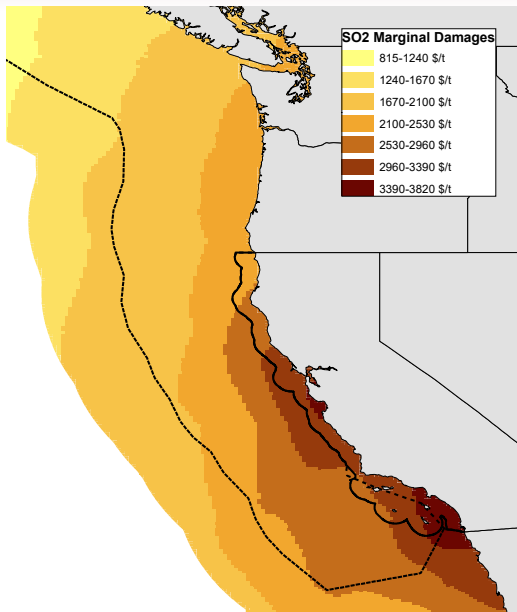 SO2 Marginal Damages
815-1240 $/t
1240-1670 $/t
1670-2100 $/t
2100-2530 $/t
2530-2960 $/t
2960-3390 $/t
3390-3820 $/t